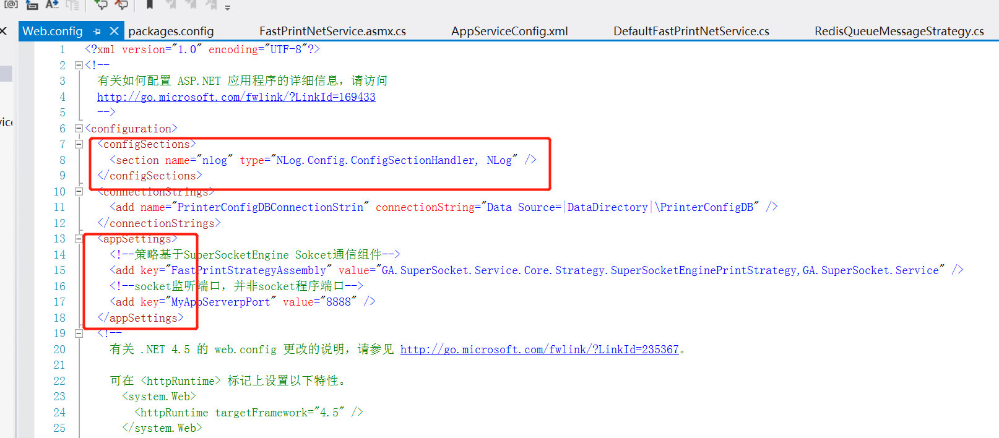 Web.config packages.config FastPrintNetService.asmx.cs AppServiceConfig.xml DefaultFastPrintNetService.cs RedisQueueMessageStrategy.cs
1 <?xml version="1.0" encoding="UTF-8"?>
2 <!--
3 有关如何配置 ASP.NET 应用程序的详细信息，请访问
4 http://go.microsoft.com/fwlink/?LinkId=169433
5 -->
6 <configuration>
7 <configSections>
8 <section name="nlog" type="NLog.Config.ConfigSectionHandler, NLog" />
9 </configSections>
10 <connectionStrings>
11 <add name="PrinterConfigDBConnectionStrin" connectionString="Data Source=|DataDirectory|\PrinterConfigDB" />
12 </connectionStrings>
13 <appSettings>
14 <!--策略基于SuperSocketEngine Sokcet通信组件-->
15 <add key="FastPrintStrategyAssembly" value="GA.SuperSocket.Service.Core.Strategy.SuperSocketEnginePrintStrategy,GA.SuperSocket.Service" />
16 <!--socket监听端口，并非socket程序端口-->
17 <add key="MyAppServerpPort" value="8888" />
18 </appSettings>
19 <!--
20 有关 .NET 4.5 的 web.config 更改的说明，请参见 http://go.microsoft.com/fwlink/?LinkId=235367。
21
22 可在 <httpRuntime> 标记上设置以下特性。
23 <system.Web>
24 <httpRuntime targetFramework="4.5" />
25 </system.Web>